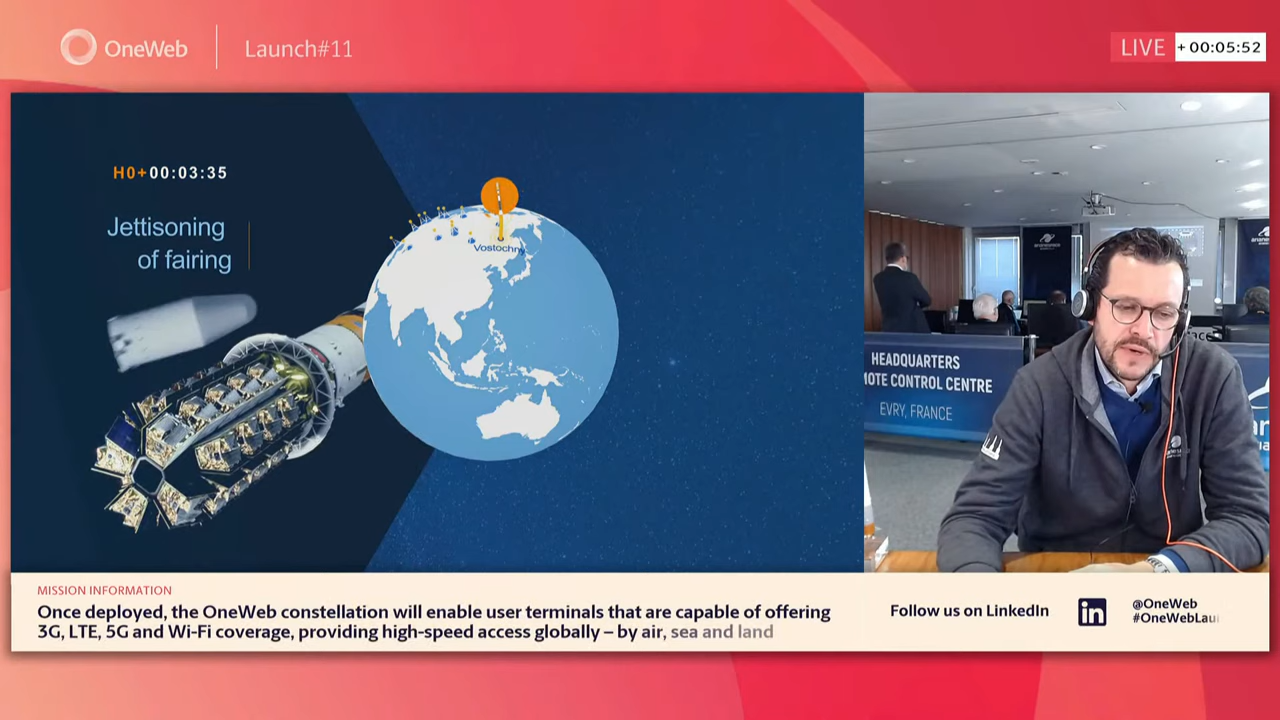 OneWeb
Launch#11
LIVE
+ 00:05:52
H0+00:03:35
Jettisoning
of fairing
Vostochny
HEADQUARTERS
MOTE CONTROL CENTRE
EVRY, FRANCE
MISSION INFORMATION
Once deployed, the OneWeb constellation will enable user terminals that are capable of offering
3G, LTE, 5G and Wi-Fi coverage, providing high-speed access globally – by air, sea and land
Follow us on LinkedIn
in
@OneWeb
#OneWebLau